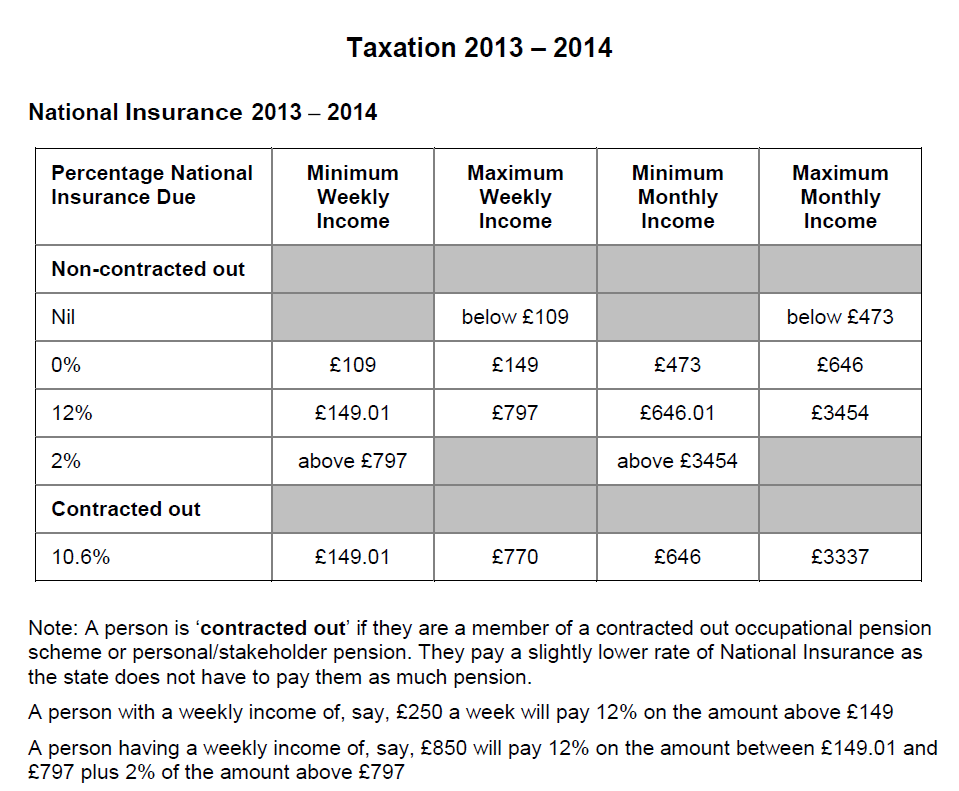 Taxation 2013 – 2014
National Insurance 2013 – 2014
Percentage National Insurance Due | Minimum Weekly Income | Maximum Weekly Income | Minimum Monthly Income | Maximum Monthly Income
Non-contracted out
Nil | below £109 | below £473
0% | £109 | £149 | £473 | £646
12% | £149.01 | £797 | £646.01 | £3454
2% | above £797 | above £3454
Contracted out
10.6% | £149.01 | £770 | £646 | £3337
Note: A person is ‘contracted out’ if they are a member of a contracted out occupational pension
scheme or personal/stakeholder pension. They pay a slightly lower rate of National Insurance as
the state does not have to pay them as much pension.
A person with a weekly income of, say, £250 a week will pay 12% on the amount above £149
A person having a weekly income of, say, £850 will pay 12% on the amount between £149.01 and
£797 plus 2% of the amount above £797